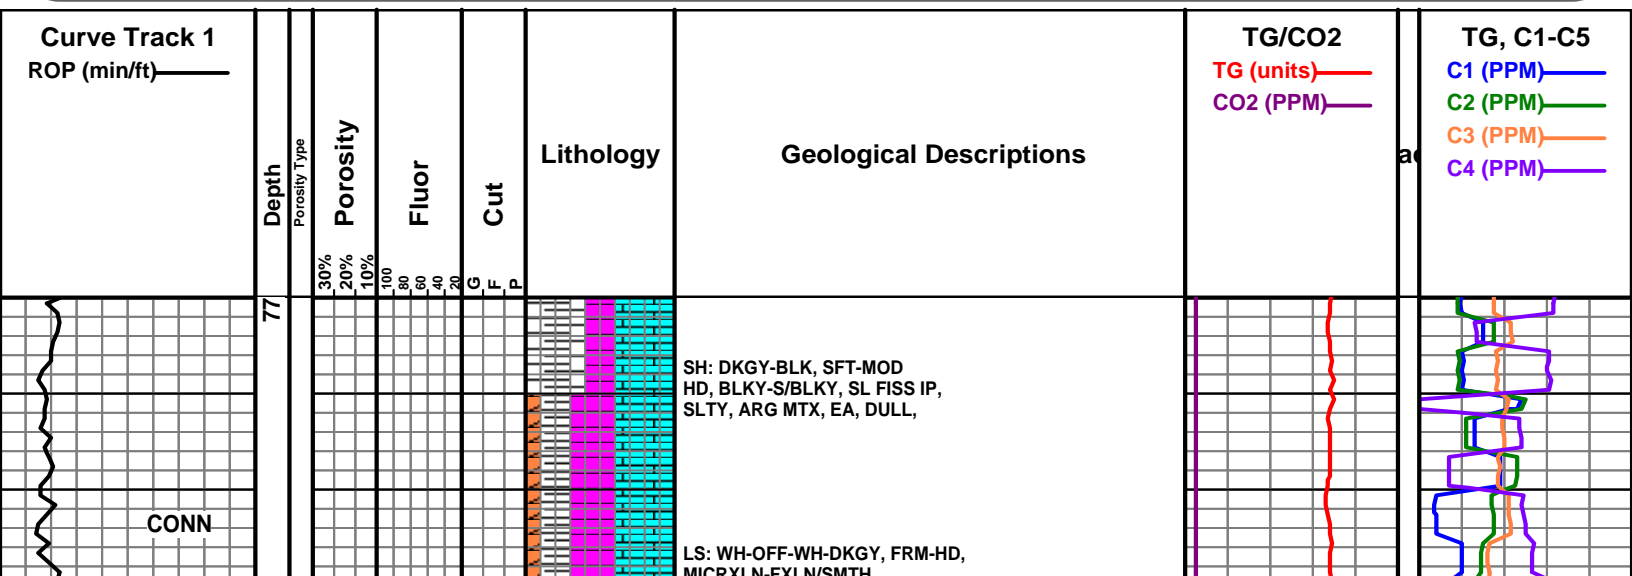 Curve Track 1
ROP (min/ft)
Depth
Porosity Type
Porosity
30%
20%
10%
Fluor
100
80
60
40
20
Cut
G
F
P
Lithology
Geological Descriptions
TG/CO2
TG (units)
CO2 (PPM)
TG, C1-C5
C1 (PPM)
C2 (PPM)
C3 (PPM)
C4 (PPM)
77
SH: DKGY-BLK, SFT-MOD
HD, BLKY-S/BLKY, SL FISS IP,
SLTY, ARG MTX, EA, DULL,
CONN
LS: WH-OFF-WH-DKGY, FRM-HD,
MICRXLN-FXLN/SMTH